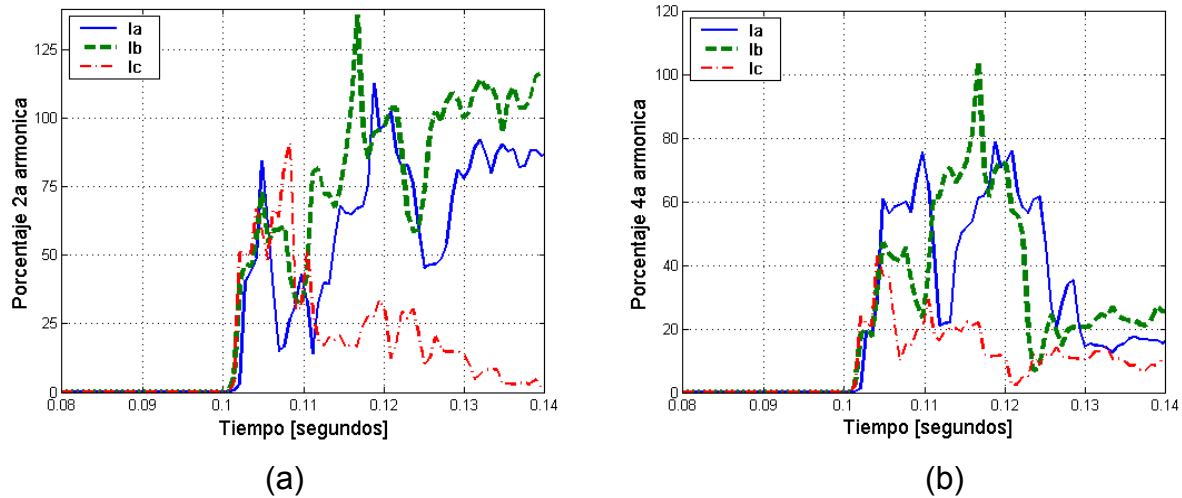 Ia
Ib
Ic
Porcentaje 2a armonica
125
100
75
50
25
0
0.08
0.09
0.1
0.11
0.12
0.13
0.14
Tiempo [segundos]
(a)
Ia
Ib
Ic
Porcentaje 4a armonica
120
100
80
60
40
20
0
0.08
0.09
0.1
0.11
0.12
0.13
0.14
Tiempo [segundos]
(b)